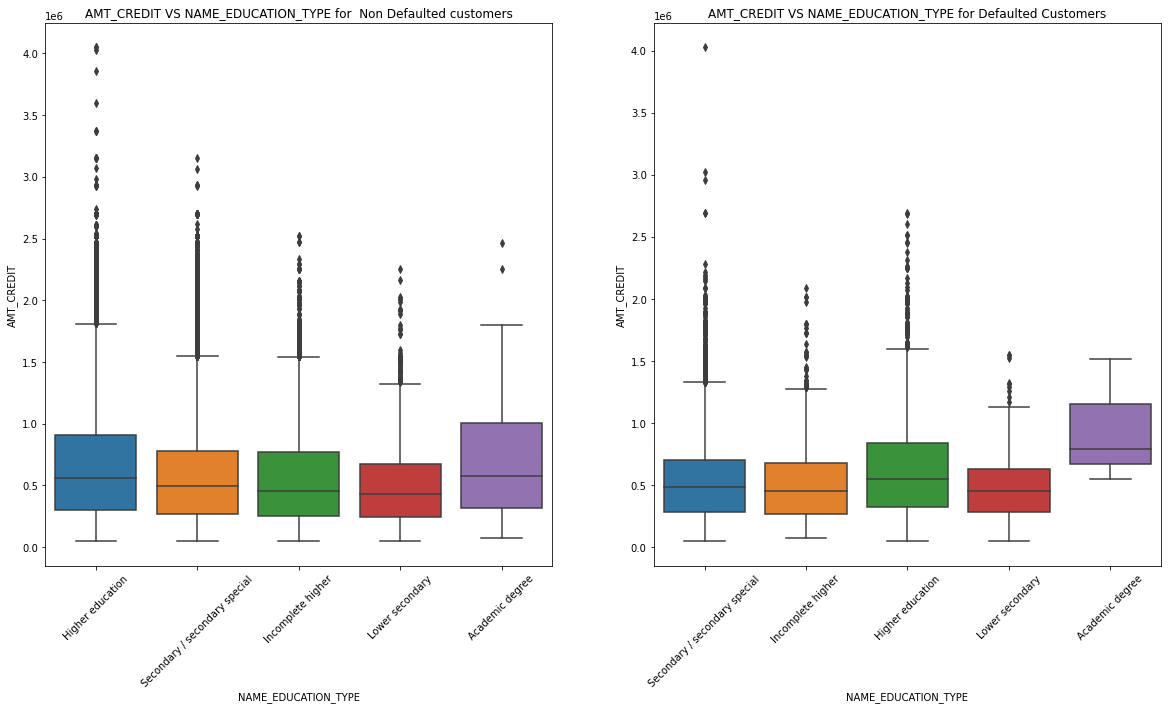 AMT_CREDIT VS NAME_EDUCATION_TYPE for  Non Defaulted customers
1e6
4.0
3.5
3.0
2.5
2.0
1.5
1.0
0.5
0.0
AMT_CREDIT
Higher education
Secondary / secondary special
Incomplete higher
Lower secondary
Academic degree
NAME_EDUCATION_TYPE
AMT_CREDIT VS NAME_EDUCATION_TYPE for Defaulted Customers
1e6
4.0
3.5
3.0
2.5
2.0
1.5
1.0
0.5
0.0
AMT_CREDIT
Secondary / secondary special
Incomplete higher
Higher education
Lower secondary
Academic degree
NAME_EDUCATION_TYPE